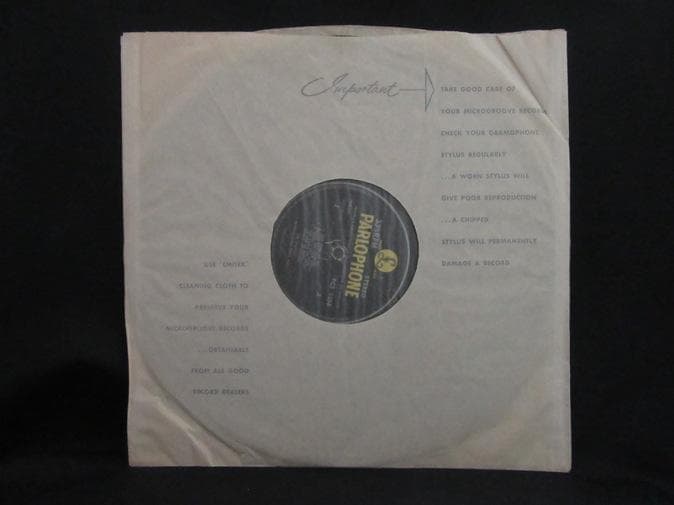 Important
TAKE GOOD CARE OF
YOUR MICROGROOVE RECORDS
CHECK YOUR GRAMOPHONE
STYLUS REGULARLY
...A WORN STYLUS WILL
GIVE POOR REPRODUCTION
...A CHIPPED
STYLUS WILL PERMANENTLY
DAMAGE A RECORD
PARLOPHONE
STEREO
USE "EMITEX"
CLEANING CLOTH TO
PRESERVE YOUR
MICROGROOVE RECORDS
...OBTAINABLE
FROM ALL GOOD
RECORD DEALERS